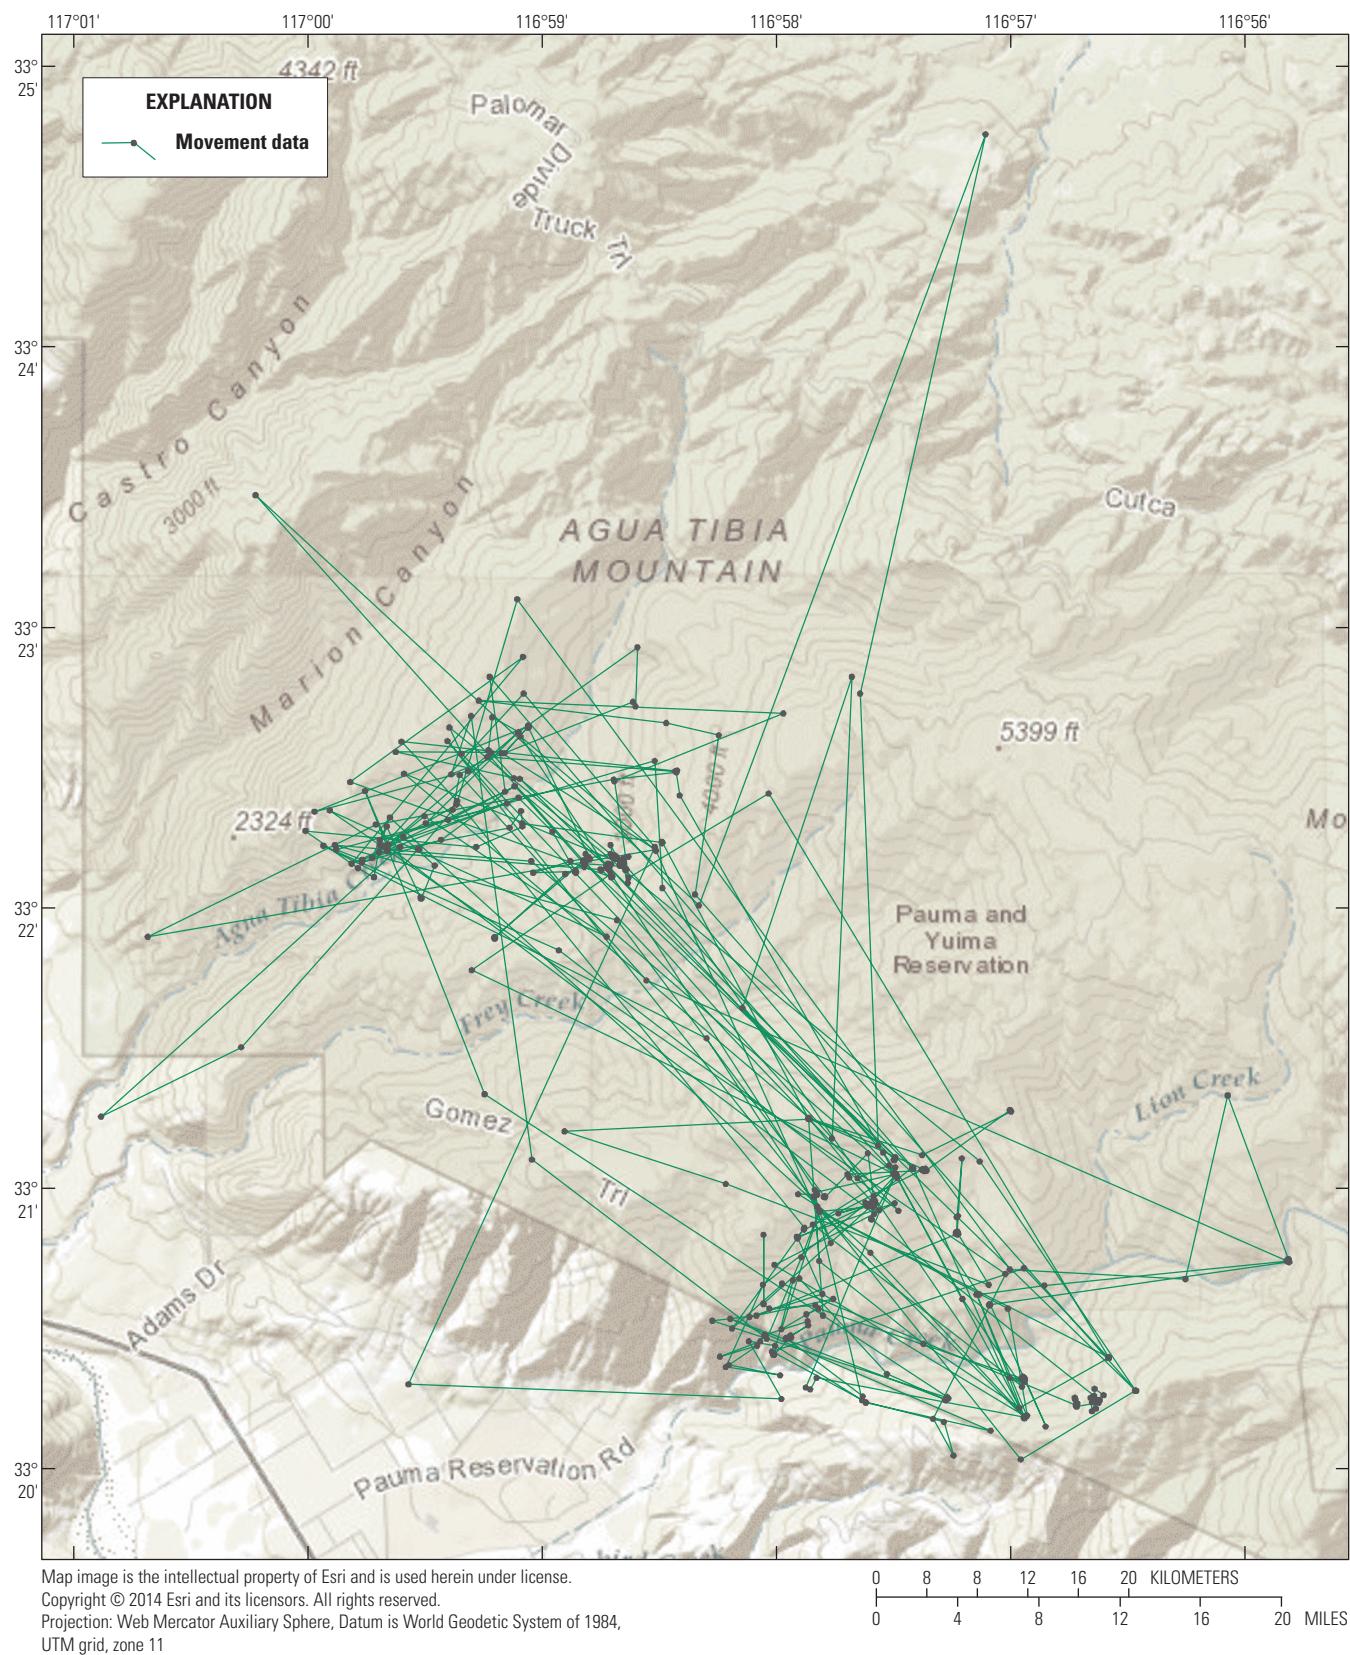 117°01' 117°00' 116°59' 116°58' 116°57' 116°56'
33°
25'
4342 ft
EXPLANATION
Movement data
Palomar
Divide
Truck Trl
33°
24'
Castro Canyon
3000 ft
Marion Canyon
AGUA TIBIA
MOUNTAIN
Cutca
33°
23'
5399 ft
4000 ft
2324 ft
Mo
33°
22'
Agua Tibia
Pauma and
Yuima
Reservation
Frey Creek
Lion Creek
Gomez
Trl
33°
21'
Adams Dr
Creek
Pauma Reservation Rd
33°
20'
Map image is the intellectual property of Esri and is used herein under license.
Copyright © 2014 Esri and its licensors. All rights reserved.
Projection: Web Mercator Auxiliary Sphere, Datum is World Geodetic System of 1984,
UTM grid, zone 11
0 8 8 12 16 20 KILOMETERS
0 4 8 12 16 20 MILES